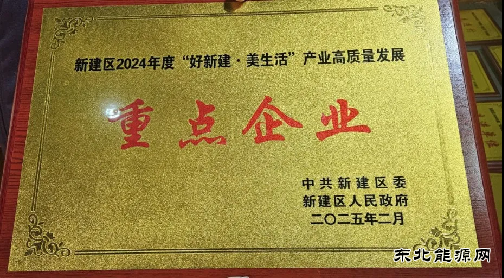 新建区2024年度“好新建·美生活”产业高质量发展
重点企业
中共新建区委
新建区人民政府
二〇二五年二月
东北能源网